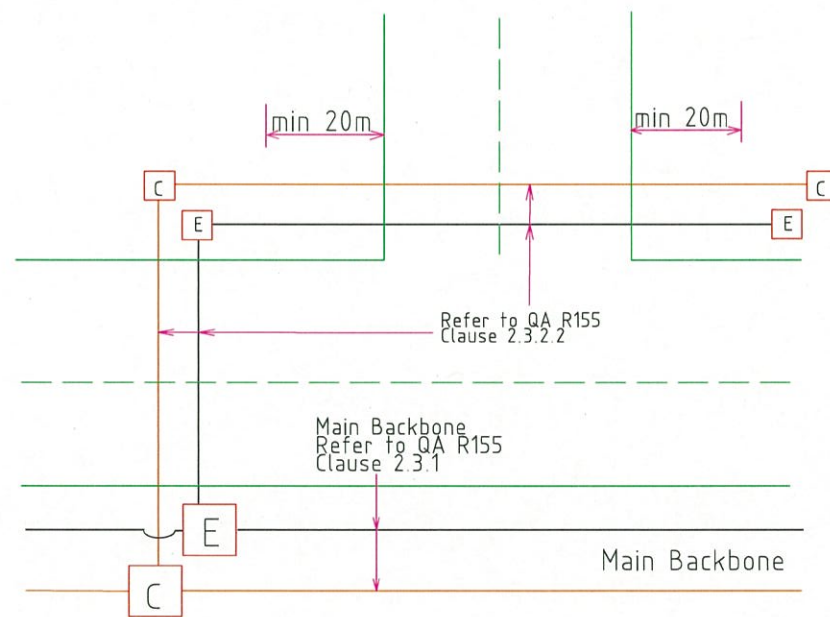 min 20m
min 20m
C
C
E
E
Refer to QA R155
Clause 2.3.2.2
Main Backbone
Refer to QA R155
Clause 2.3.1
E
Main Backbone
C